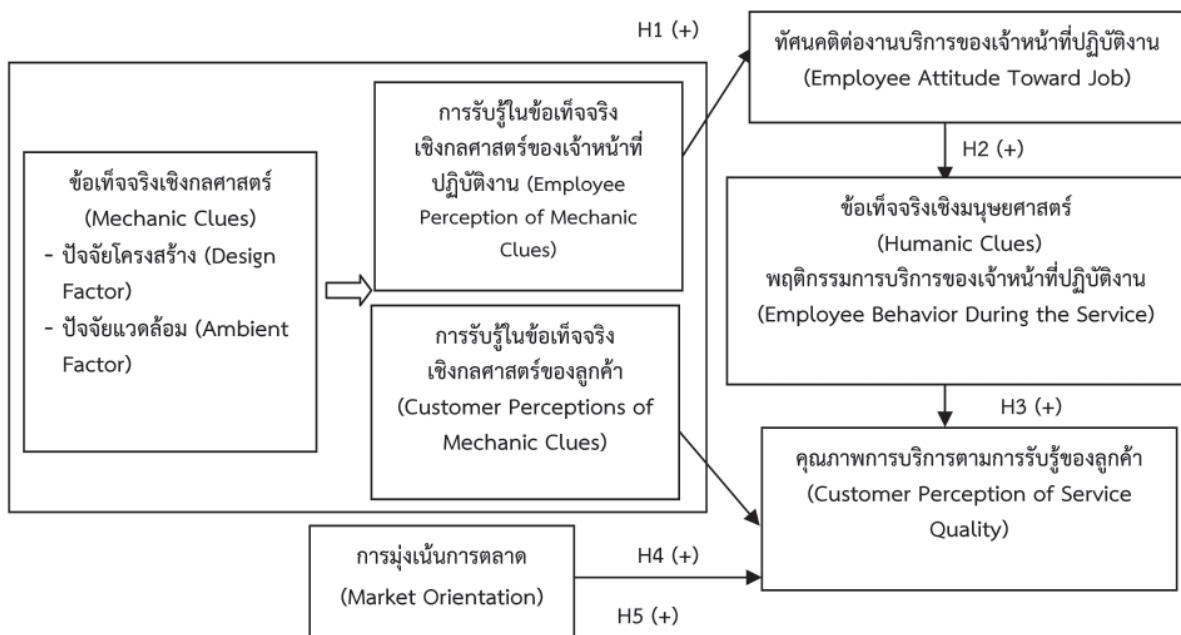 H1 (+)
ทัศนคติต่องานบริการของเจ้าหน้าที่ปฏิบัติงาน
(Employee Attitude Toward Job)
H2 (+)
ข้อเท็จจริงเชิงกลศาสตร์
(Mechanic Clues)
- ปัจจัยโครงสร้าง (Design
Factor)
- ปัจจัยแวดล้อม (Ambient
Factor)
การรับรู้ในข้อเท็จจริง
เชิงกลศาสตร์ของเจ้าหน้าที่
ปฏิบัติงาน (Employee
Perception of Mechanic
Clues)
ข้อเท็จจริงเชิงมนุษยศาสตร์
(Humanic Clues)
พฤติกรรมการบริการของเจ้าหน้าที่ปฏิบัติงาน
(Employee Behavior During the Service)
การรับรู้ในข้อเท็จจริง
เชิงกลศาสตร์ของลูกค้า
(Customer Perceptions of
Mechanic Clues)
H3 (+)
คุณภาพการบริการตามการรับรู้ของลูกค้า
(Customer Perception of Service
Quality)
การมุ่งเน้นการตลาด
(Market Orientation)
H4 (+)
H5 (+)